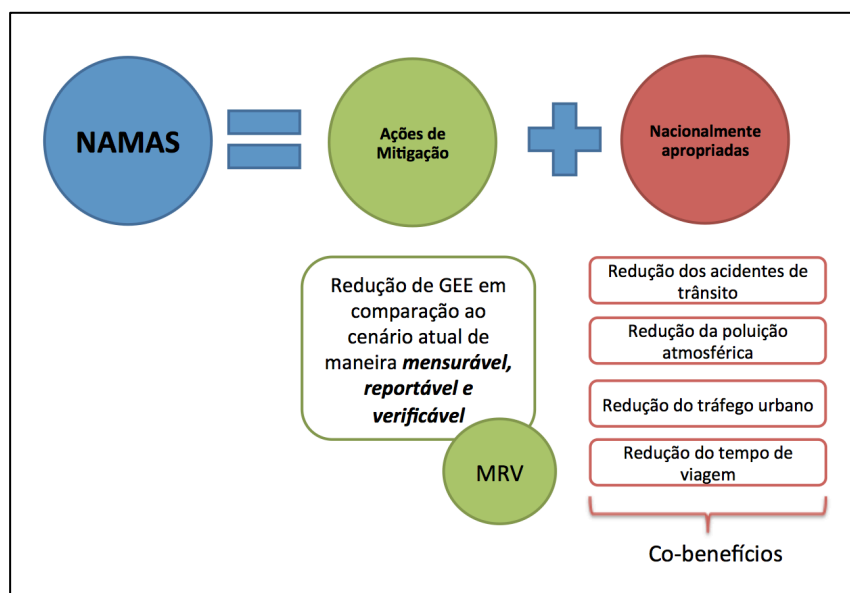 NAMAS
Ações de
Mitigação
Nacionalmente
apropriadas
Redução de GEE em
comparação ao
cenário atual de
maneira mensurável,
reportável e
verificável
MRV
Redução dos acidentes de
trânsito
Redução da poluição
atmosférica
Redução do tráfego urbano
Redução do tempo de
viagem
Co-benefícios